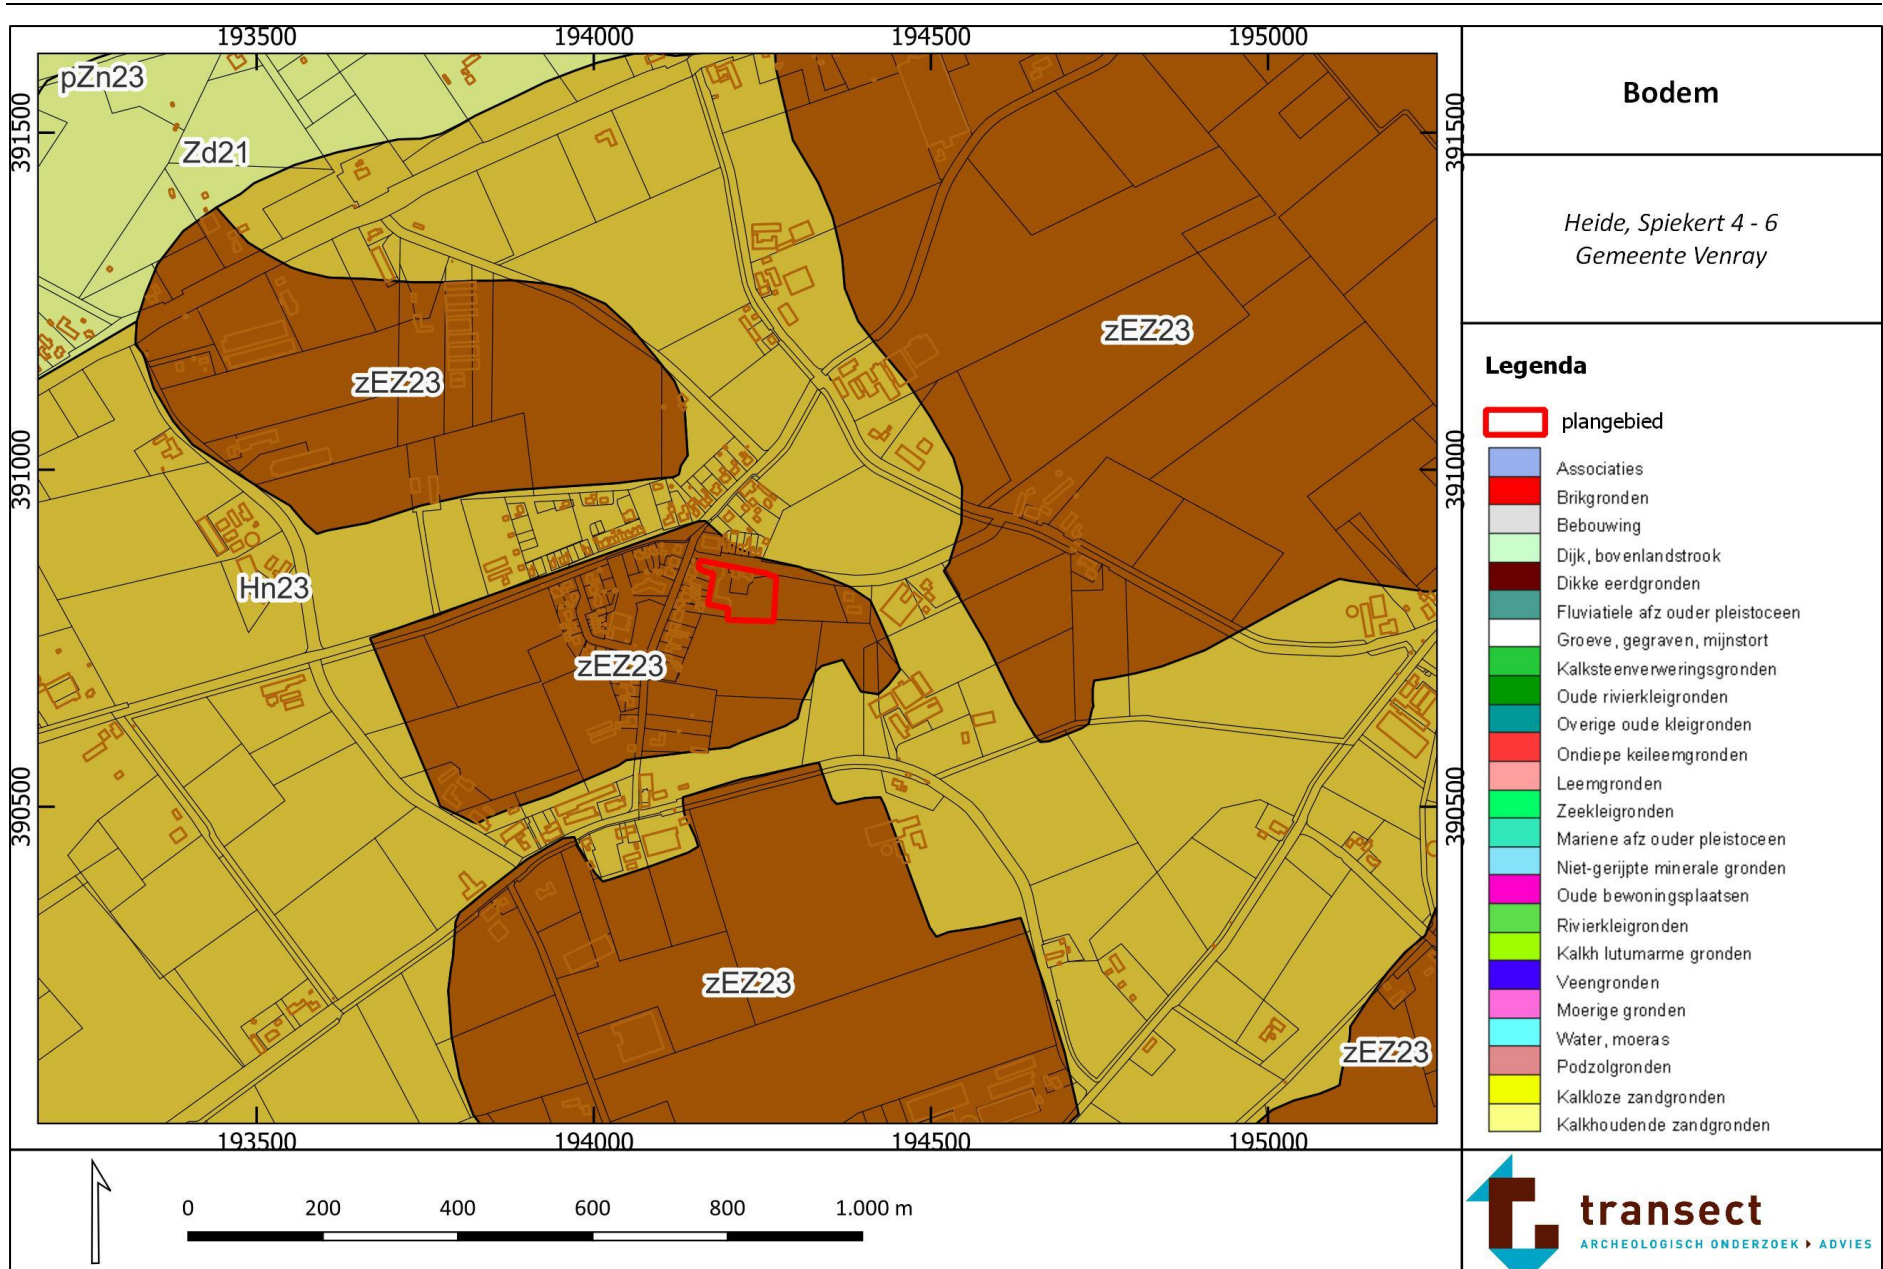 193500 194000 194500 195000
391500
391000
390500
pZn23
Zd21
zEZ23
zEZ23
Hn23
zEZ23
zEZ23
zEZ23
391500
391000
390500
193500 194000 194500 195000
0 200 400 600 800 1.000 m
Bodem
Heide, Spiekert 4 - 6
Gemeente Venray
Legenda
plangebied
Associaties
Brikgronden
Bebouwing
Dijk, bovenlandstrook
Dikke eerdgronden
Fluviatiele afz ouder pleistoceen
Groeve, gegraven, mijnstort
Kalksteenverweringsgronden
Oude rivierkleigronden
Overige oude kleigronden
Ondiepe keileemgronden
Leemgronden
Zeekleigronden
Mariene afz ouder pleistoceen
Niet-gerijpte minerale gronden
Oude bewoningsplaatsen
Rivierkleigronden
Kalkh lutumarme gronden
Veengronden
Moerige gronden
Water, moeras
Podzolgronden
Kalkloze zandgronden
Kalkhoudende zandgronden
transect
ARCHEOLOGISCH ONDERZOEK ADVIES